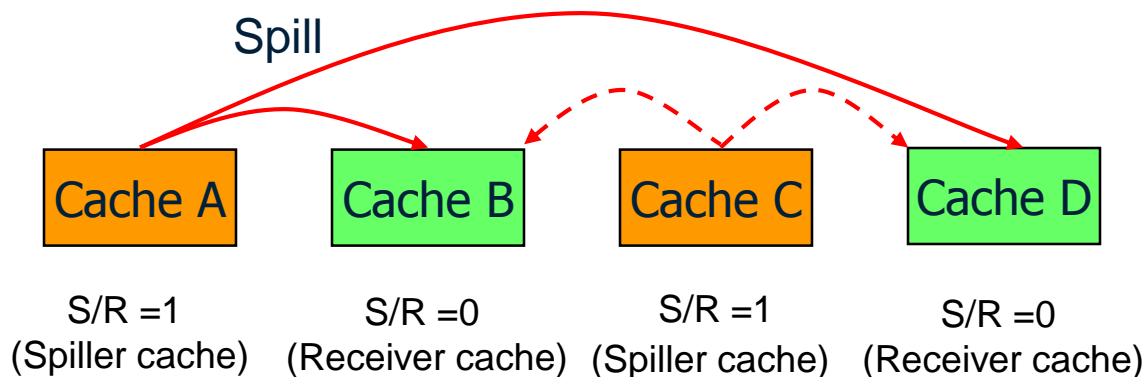 Spill
Cache A
Cache B
Cache C
Cache D
S/R =1
(Spiller cache)
S/R =0
(Receiver cache)
S/R =1
(Spiller cache)
S/R =0
(Receiver cache)